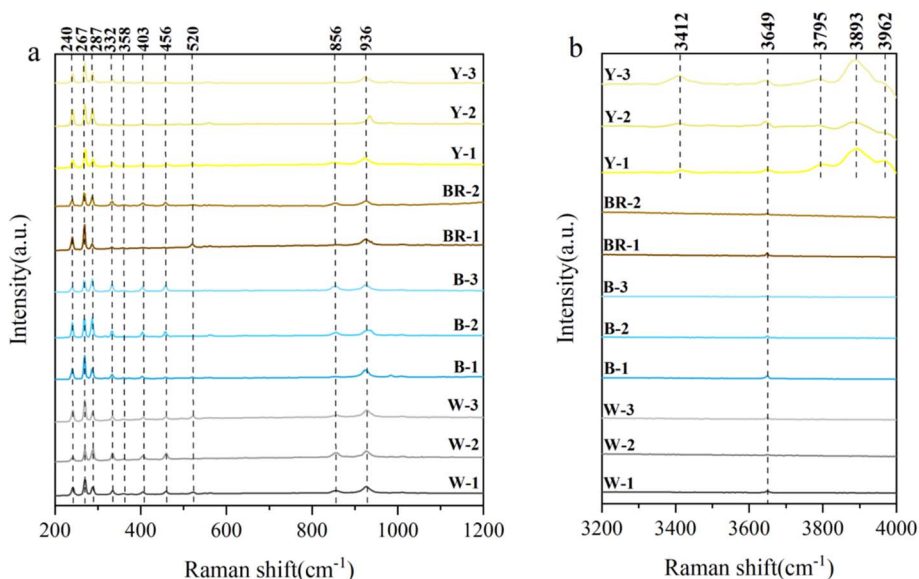 a
240
267
287
332
358
403
456
520
856
936
Y-3
Y-2
Y-1
BR-2
BR-1
B-3
B-2
B-1
W-3
W-2
W-1
Intensity(a.u.)
200 400 600 800 1000 1200
Raman shift(cm⁻¹)
b
3412
3649
3795
3893
3962
Y-3
Y-2
Y-1
BR-2
BR-1
B-3
B-2
B-1
W-3
W-2
W-1
Intensity(a.u.)
3200 3400 3600 3800 4000
Raman shift(cm⁻¹)